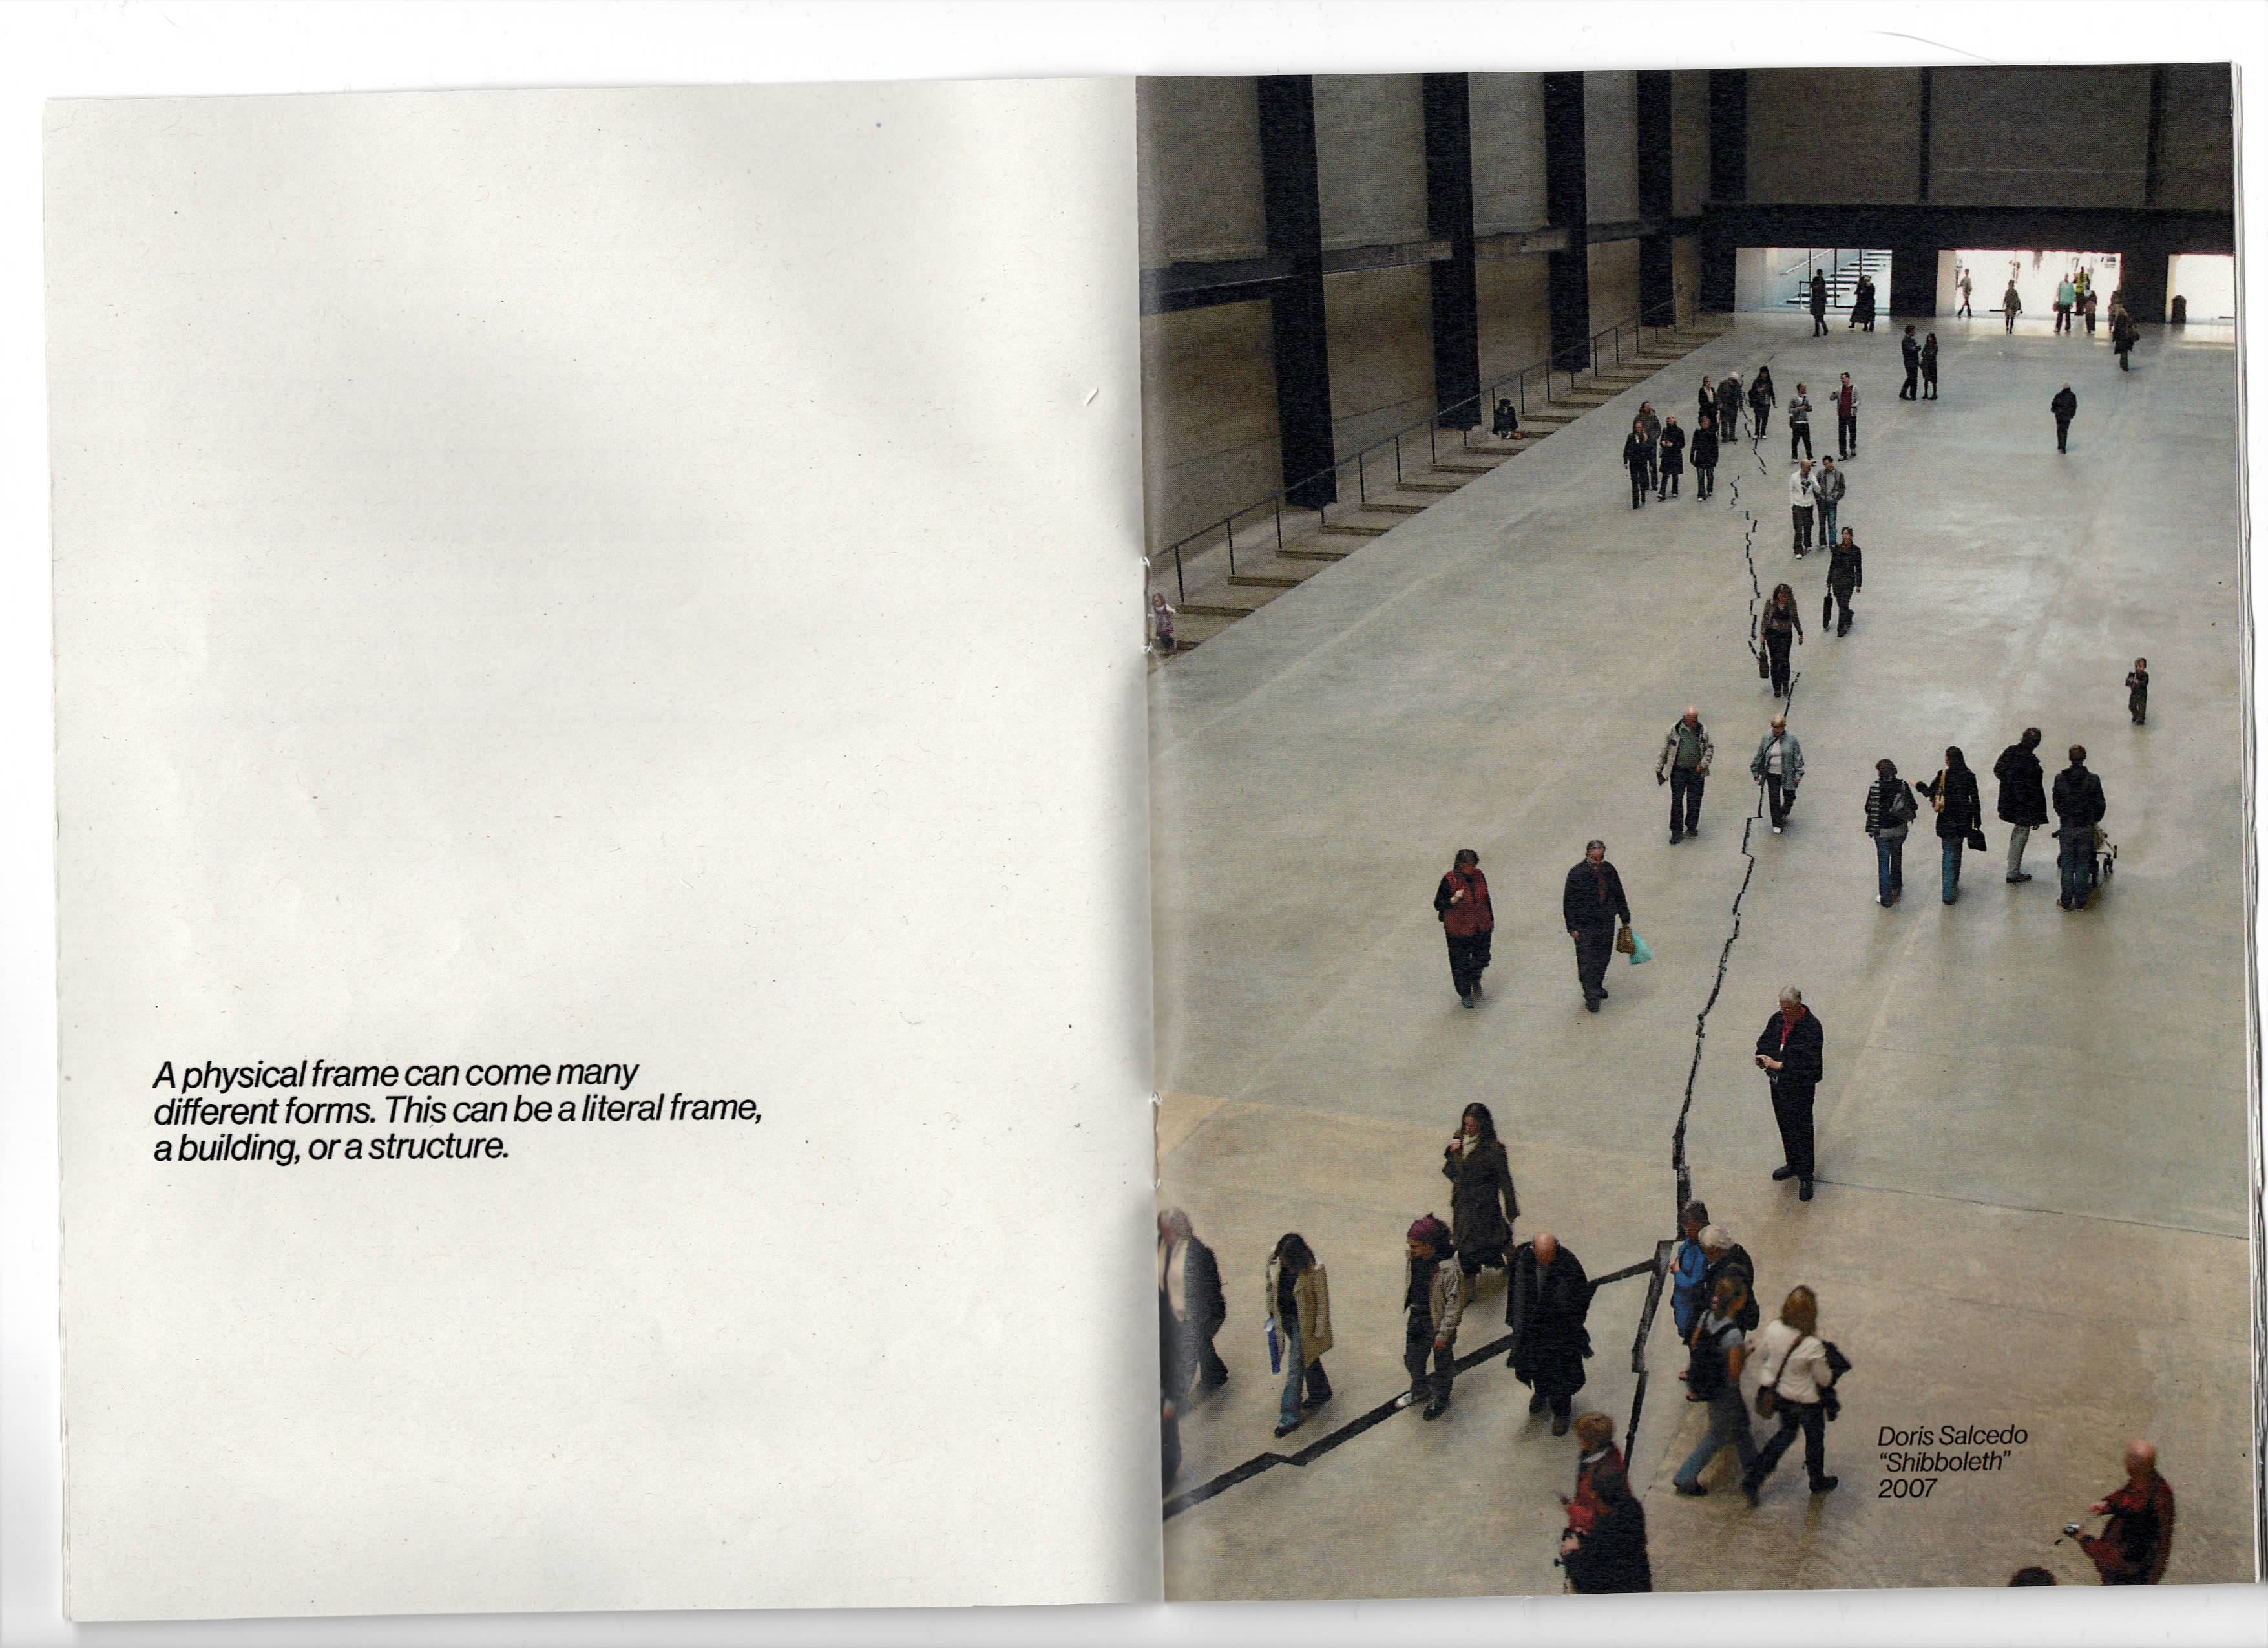 A physical frame can come many
different forms. This can be a literal frame,
a building, or a structure.
Doris Salcedo
“Shibboleth”
2007